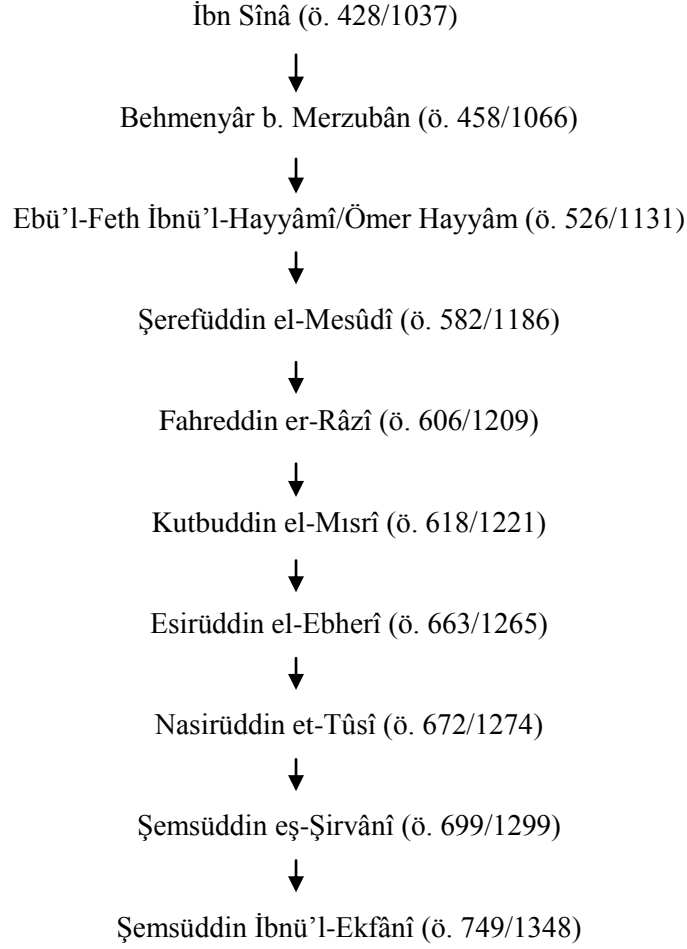 İbn Sînâ (ö. 428/1037)
Behmenyâr b. Merzubân (ö. 458/1066)
Ebü’l-Feth İbnü’l-Hayyâmî/Ömer Hayyâm (ö. 526/1131)
Şerefüddin el-Mesûdî (ö. 582/1186)
Fahreddin er-Râzî (ö. 606/1209)
Kutbuddin el-Mısrî (ö. 618/1221)
Esirüddin el-Ebherî (ö. 663/1265)
Nasirüddin et-Tûsî (ö. 672/1274)
Şemsüddin eş-Şirvânî (ö. 699/1299)
Şemsüddin İbnü’l-Ekfânî (ö. 749/1348)